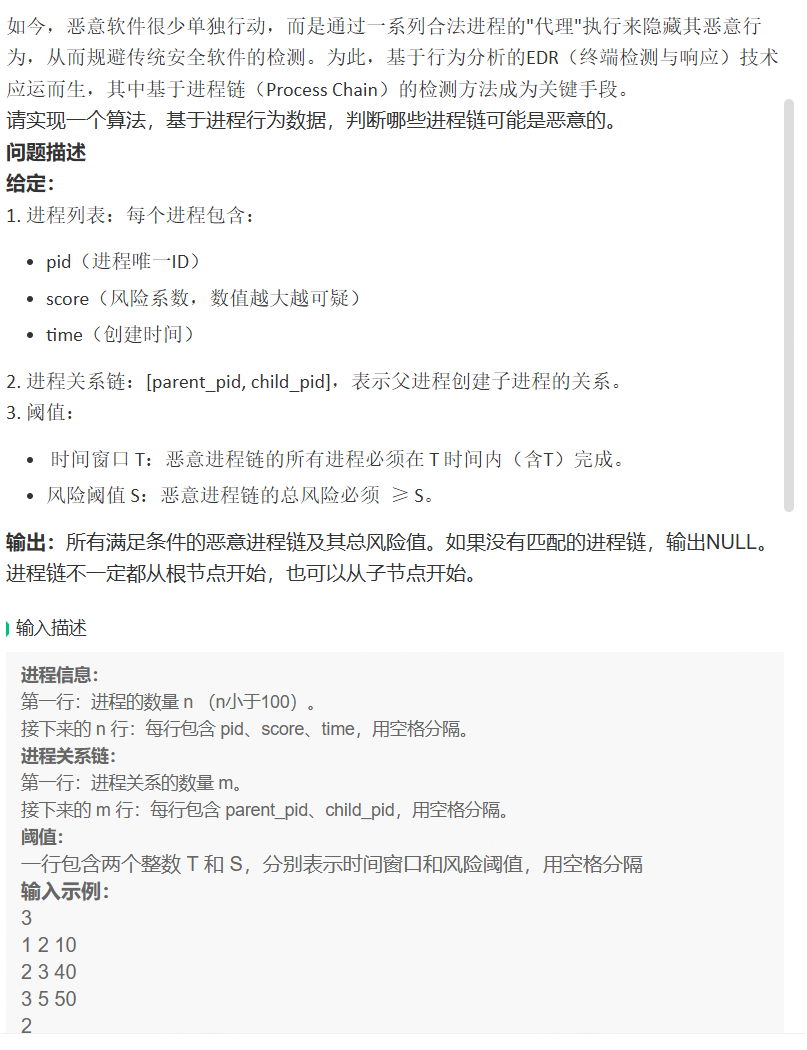 如今，恶意软件很少单独行动，而是通过一系列合法进程的"代理"执行来隐藏其恶意行
为，从而规避传统安全软件的检测。为此，基于行为分析的EDR（终端检测与响应）技术
应运而生，其中基于进程链（Process Chain）的检测方法成为关键手段。
请实现一个算法，基于进程行为数据，判断哪些进程链可能是恶意的。
问题描述
给定：
1. 进程列表：每个进程包含：
• pid（进程唯一ID）
• score（风险系数，数值越大越可疑）
• time（创建时间）
2. 进程关系链：[parent_pid, child_pid]，表示父进程创建子进程的关系。
3. 阈值：
• 时间窗口 T：恶意进程链的所有进程必须在 T 时间内（含T）完成。
• 风险阈值 S：恶意进程链的总风险必须 ≥ S。
输出：所有满足条件的恶意进程链及其总风险值。如果没有匹配的进程链，输出NULL。
进程链不一定都从根节点开始，也可以从子节点开始。
输入描述
进程信息：
第一行：进程的数量 n （n小于100）。
接下来的 n 行：每行包含 pid、score、time，用空格分隔。
进程关系链：
第一行：进程关系的数量 m。
接下来的 m 行：每行包含 parent_pid、child_pid，用空格分隔。
阈值：
一行包含两个整数 T 和 S，分别表示时间窗口和风险阈值，用空格分隔
输入示例：
3
1 2 10
2 3 40
3 5 50
2